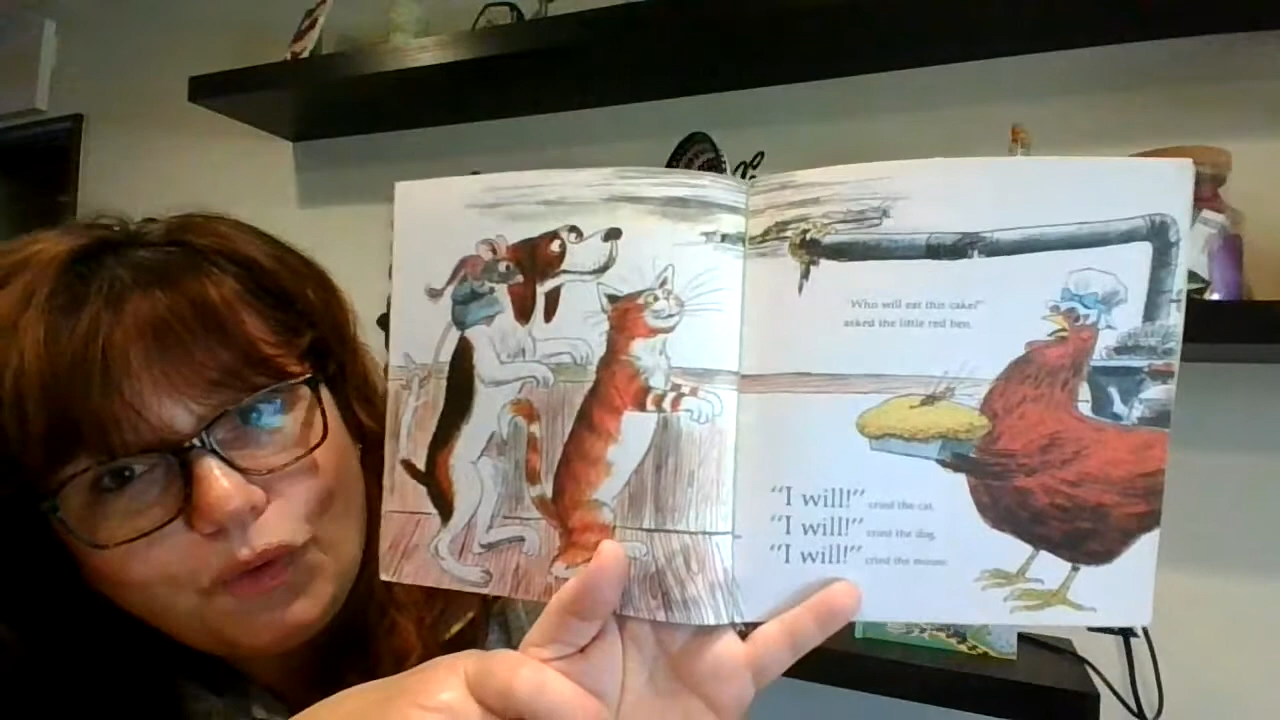 "Who will eat this cake?"
asked the little red hen.
"I will!" cried the cat.
"I will!" cried the dog.
"I will!" cried the mouse.